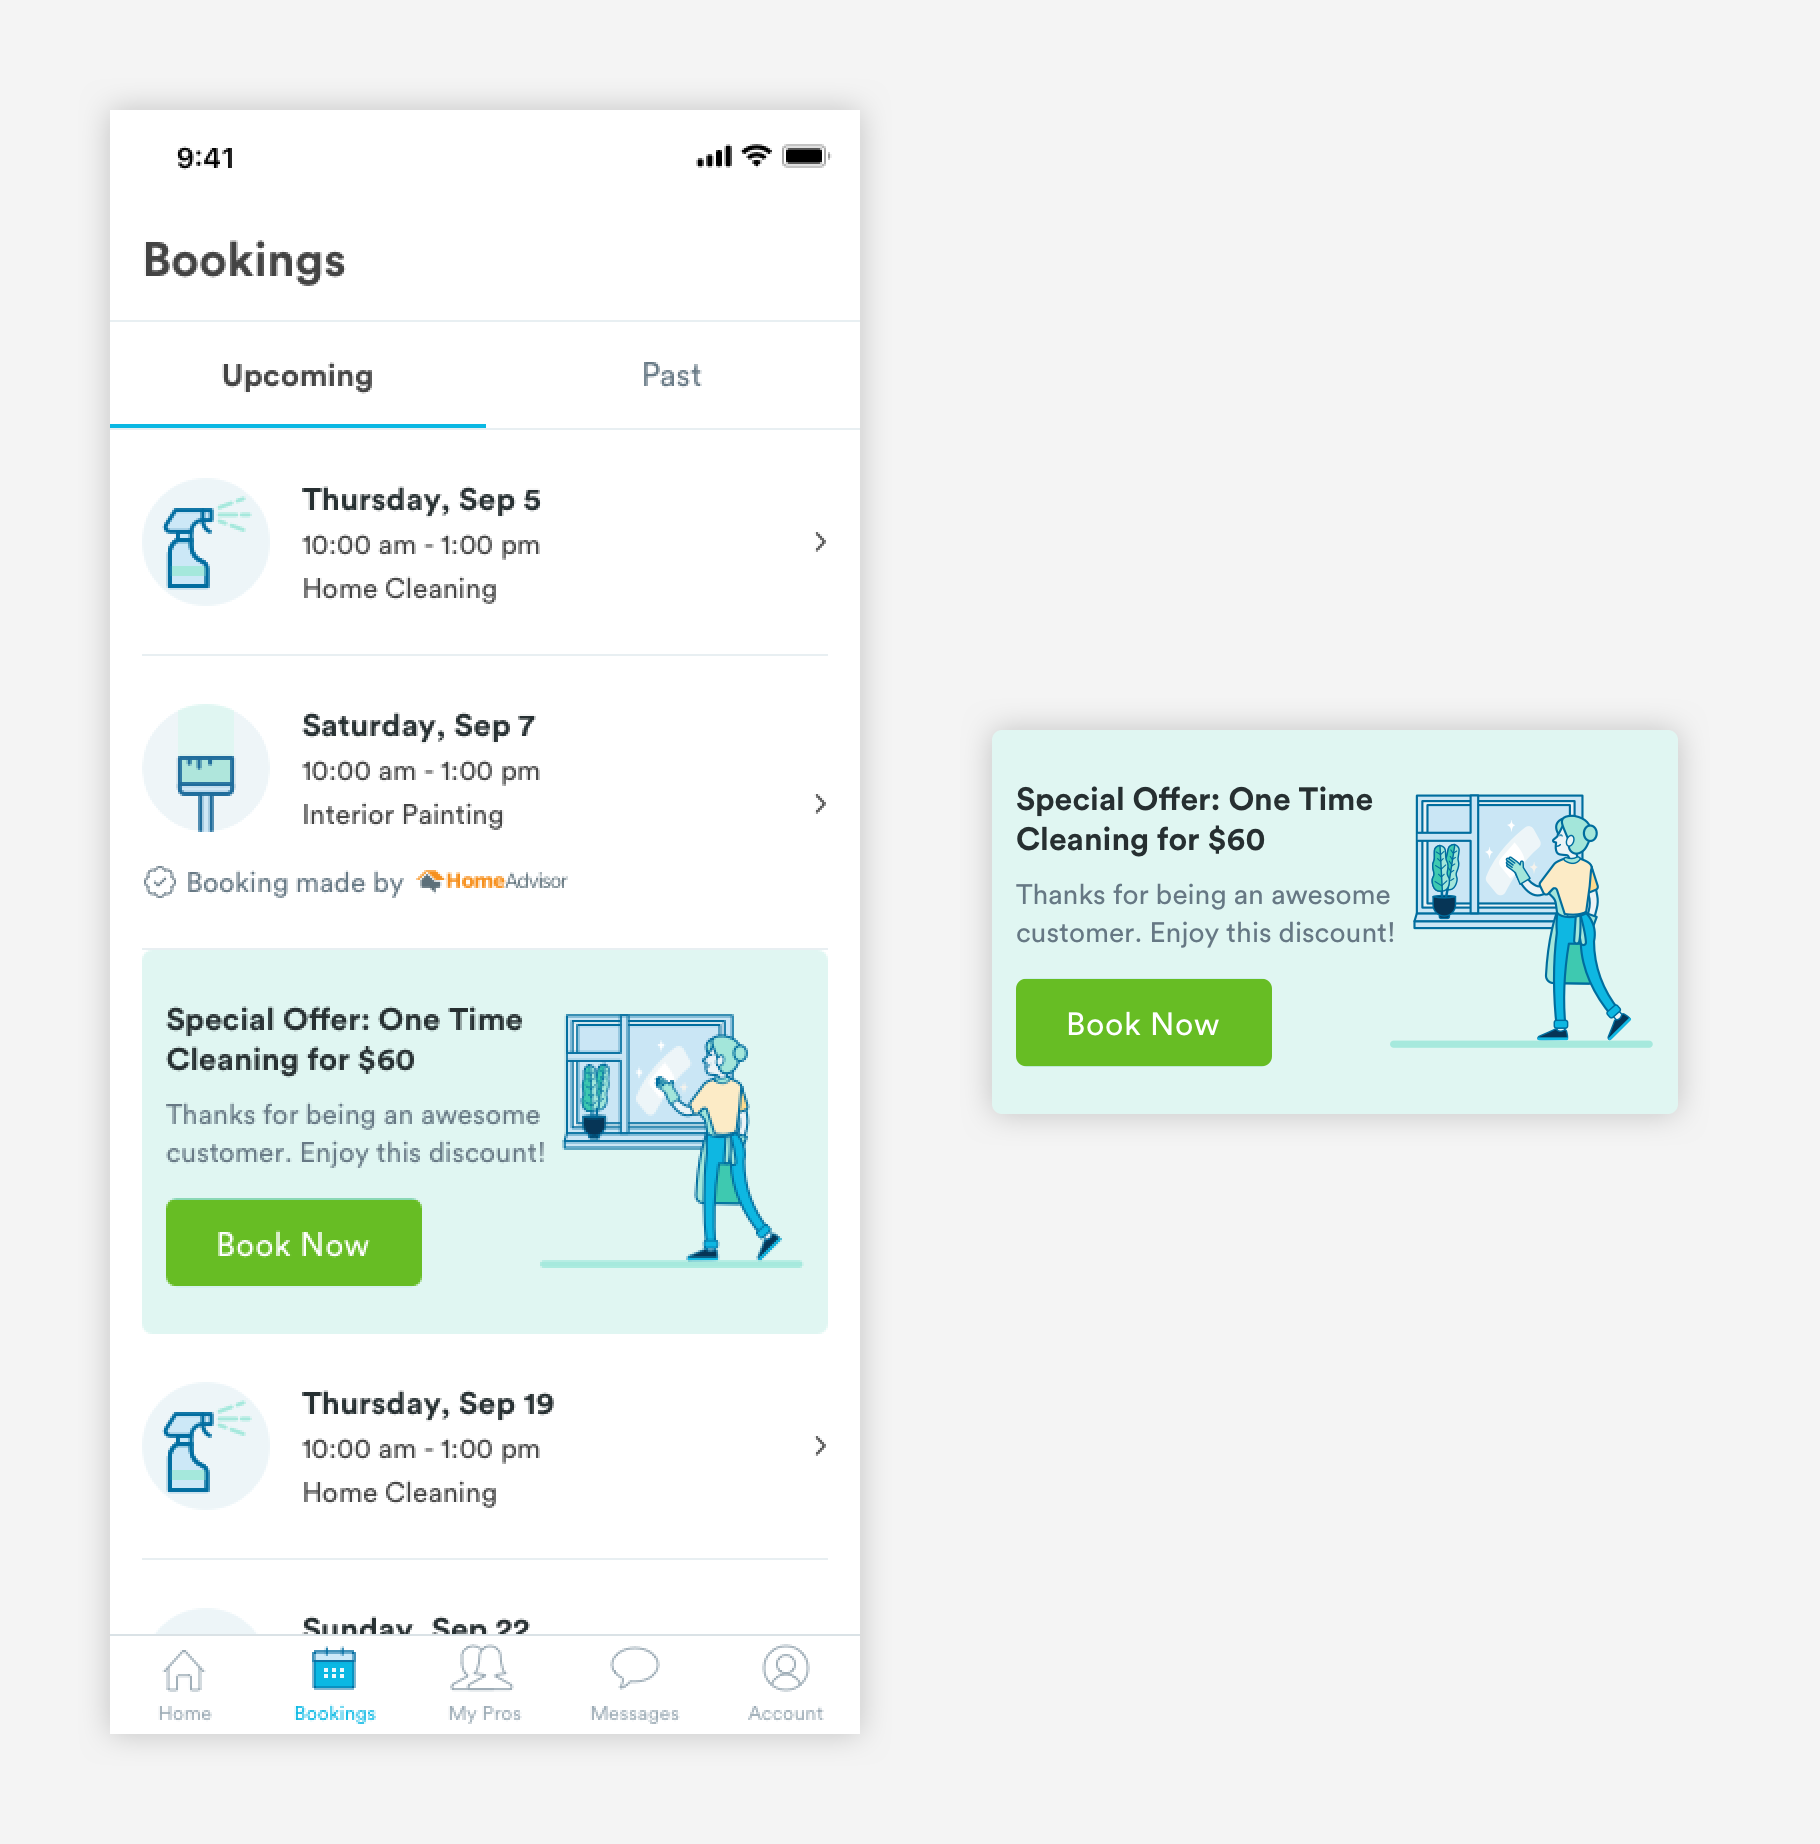 9:41
Bookings
Upcoming
Past
Thursday, Sep 5
10:00 am - 1:00 pm
Home Cleaning
Saturday, Sep 7
10:00 am - 1:00 pm
Interior Painting
Booking made by HomeAdvisor
Special Offer: One Time
Cleaning for $60
Thanks for being an awesome
customer. Enjoy this discount!
Book Now
Thursday, Sep 19
10:00 am - 1:00 pm
Home Cleaning
Sunday, Sep 22
Home
Bookings
My Pros
Messages
Account
Special Offer: One Time
Cleaning for $60
Thanks for being an awesome
customer. Enjoy this discount!
Book Now